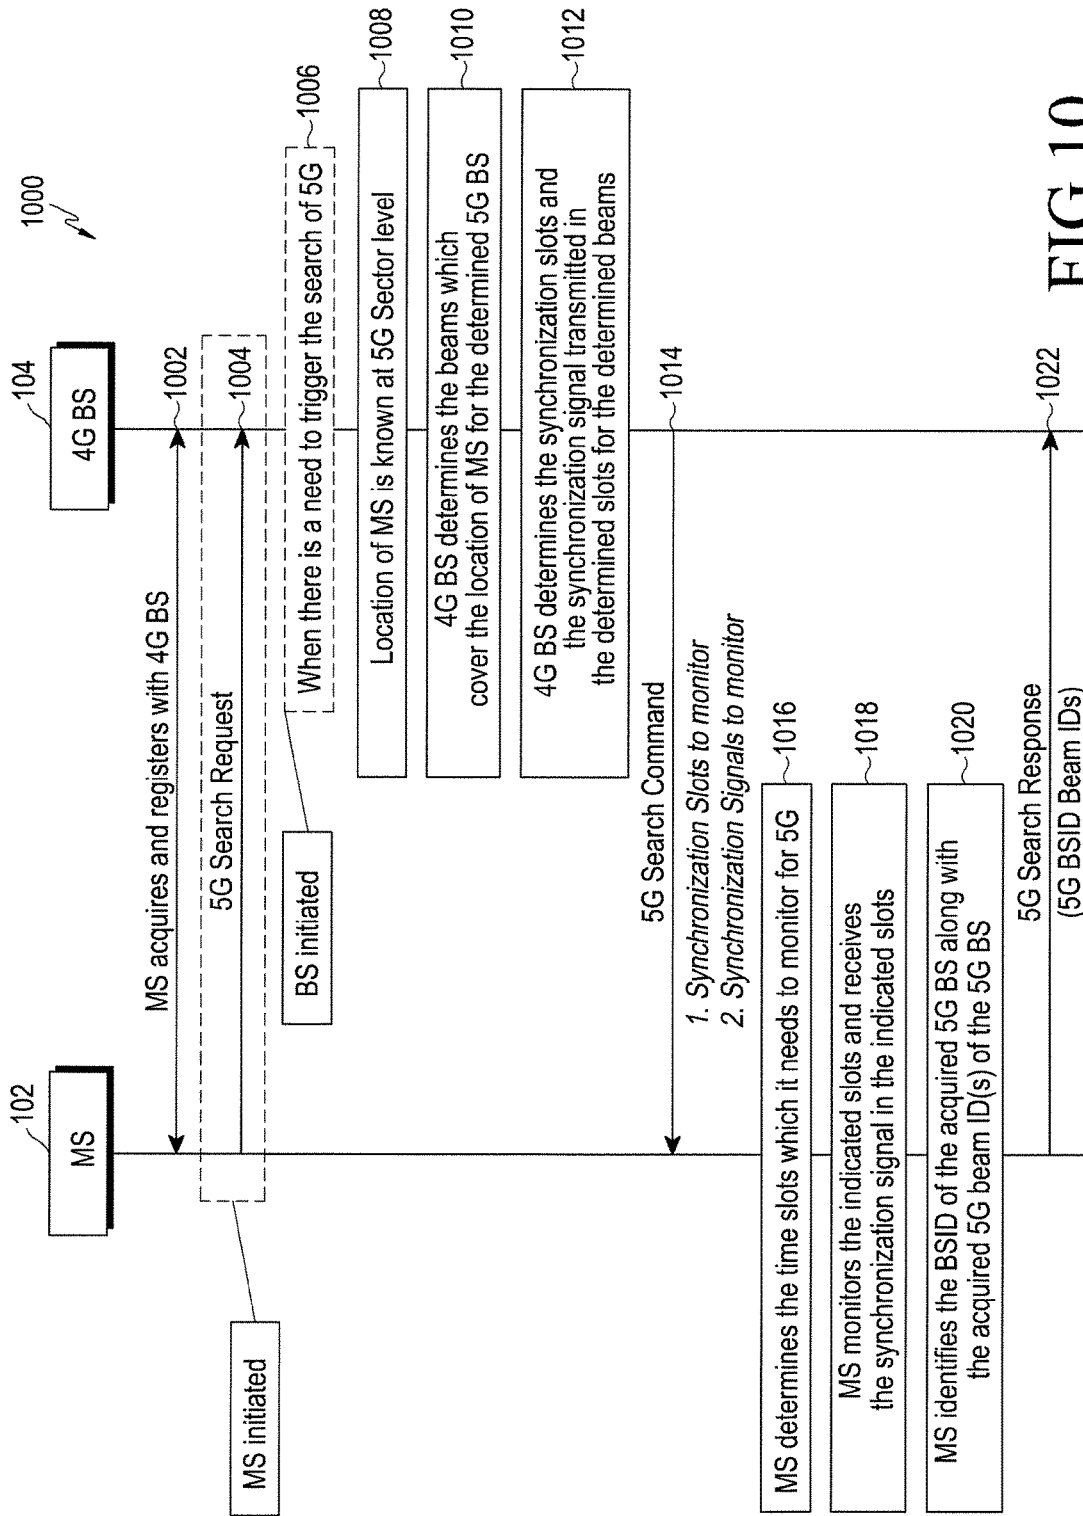 1000
102
MS
104
4G BS
MS acquires and registers with 4G BS
1002
MS initiated
5G Search Request
1004
BS initiated
When there is a need to trigger the search of 5G
1006
Location of MS is known at 5G Sector level
1008
4G BS determines the beams which
cover the location of MS for the determined 5G BS
1010
4G BS determines the synchronization slots and
the synchronization signal transmitted in
the determined slots for the determined beams
1012
5G Search Command
1014
1. Synchronization Slots to monitor
2. Synchronization Signals to monitor
MS determines the time slots which it needs to monitor for 5G
1016
MS monitors the indicated slots and receives
the synchronization signal in the indicated slots
1018
MS identifies the BSID of the acquired 5G BS along with
the acquired 5G beam ID(s) of the 5G BS
1020
5G Search Response
(5G BSID Beam IDs)
1022
FIG 10